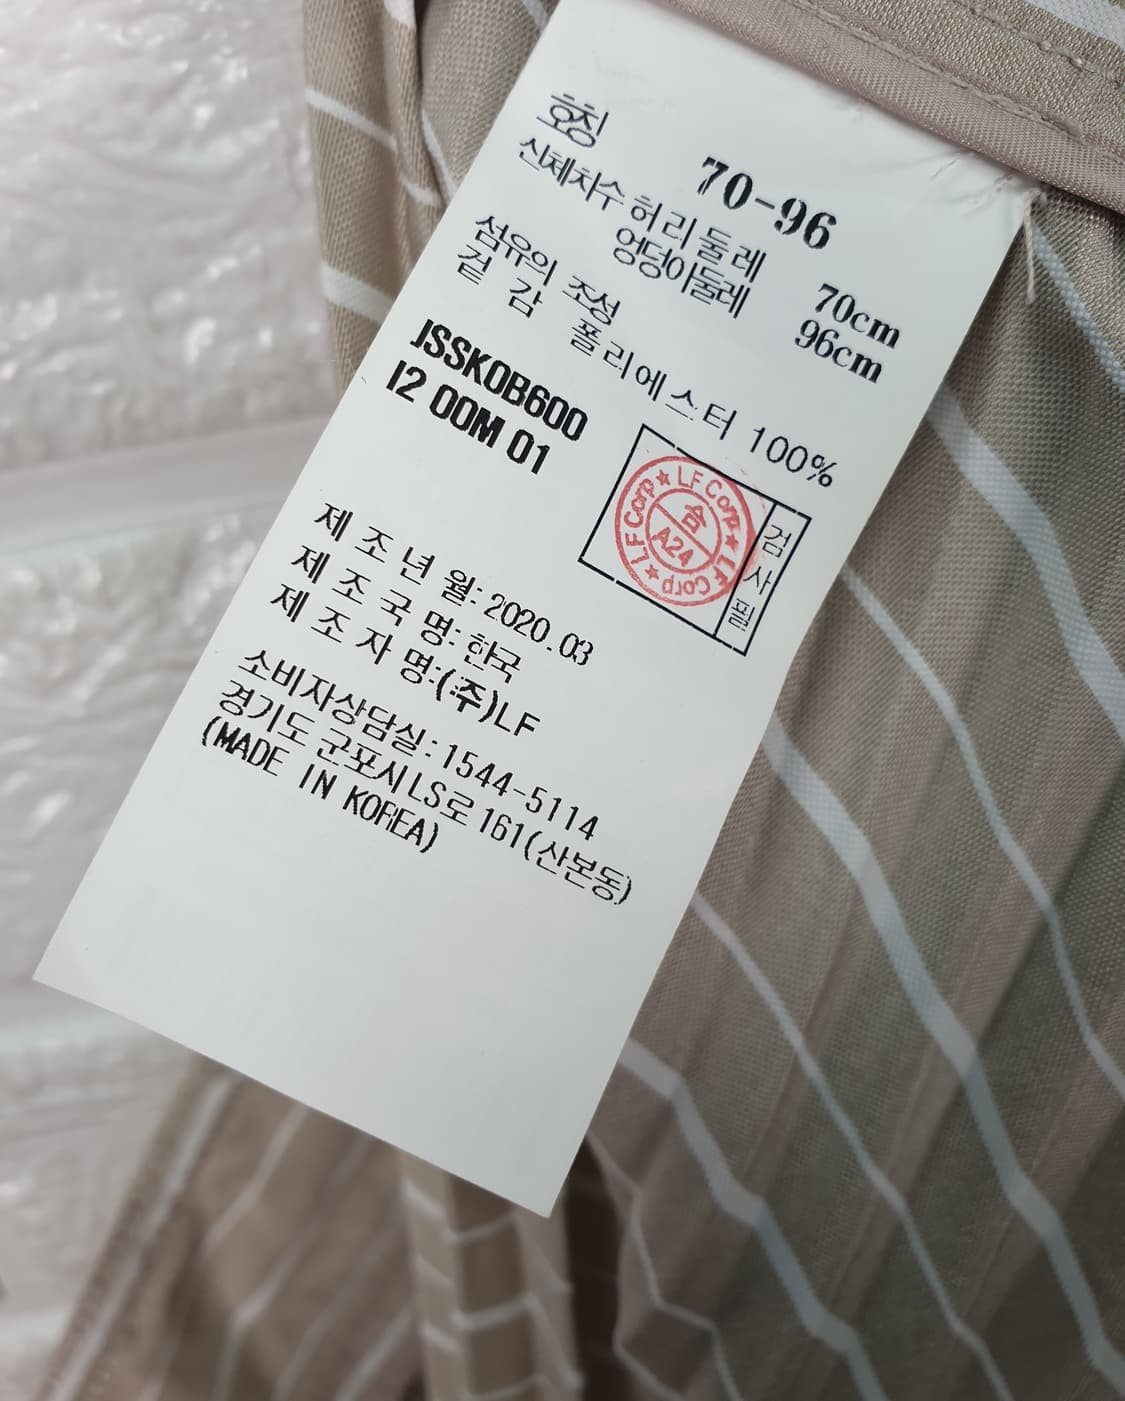 호칭 70-96
신체치수 허리둘레 70cm
엉덩이둘레 96cm
섬유의 조성
겉감 폴리에스터 100%
JSSK0B600
I2 00M 01
LF Corp ★ LF Corp ★ LF Corp ★
合
A24
검사필
제조년월: 2020.03
제조국명: 한국
제조자명:(주)LF
소비자상담실:1544-5114
경기도 군포시LS로 161(산본동)
(MADE IN KOREA)